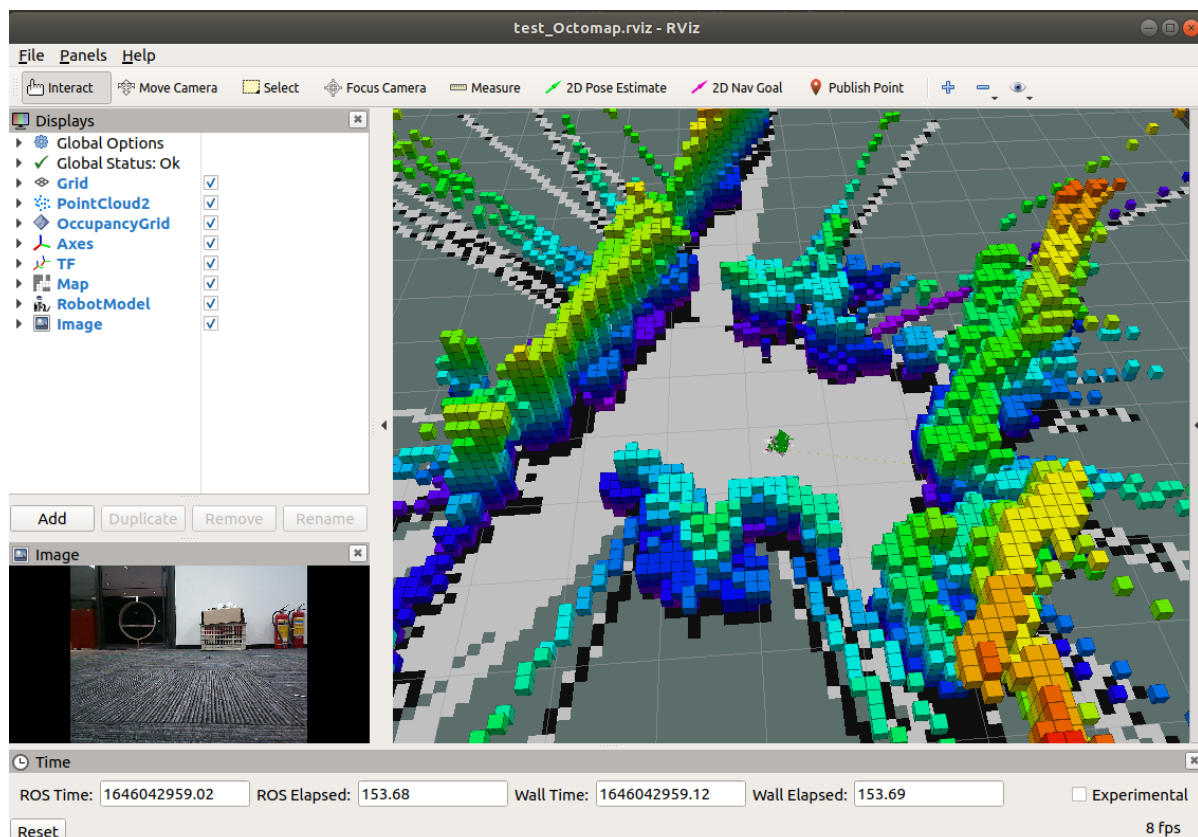 test_Octomap.rviz - RViz
File Panels Help
Interact Move Camera Select Focus Camera Measure 2D Pose Estimate 2D Nav Goal Publish Point
Displays
Global Options
Global Status: Ok
Grid
PointCloud2
OccupancyGrid
Axes
TF
Map
RobotModel
Image
Add Duplicate Remove Rename
Image
Time
ROS Time: 1646042959.02 ROS Elapsed: 153.68 Wall Time: 1646042959.12 Wall Elapsed: 153.69 Experimental
Reset 8 fps